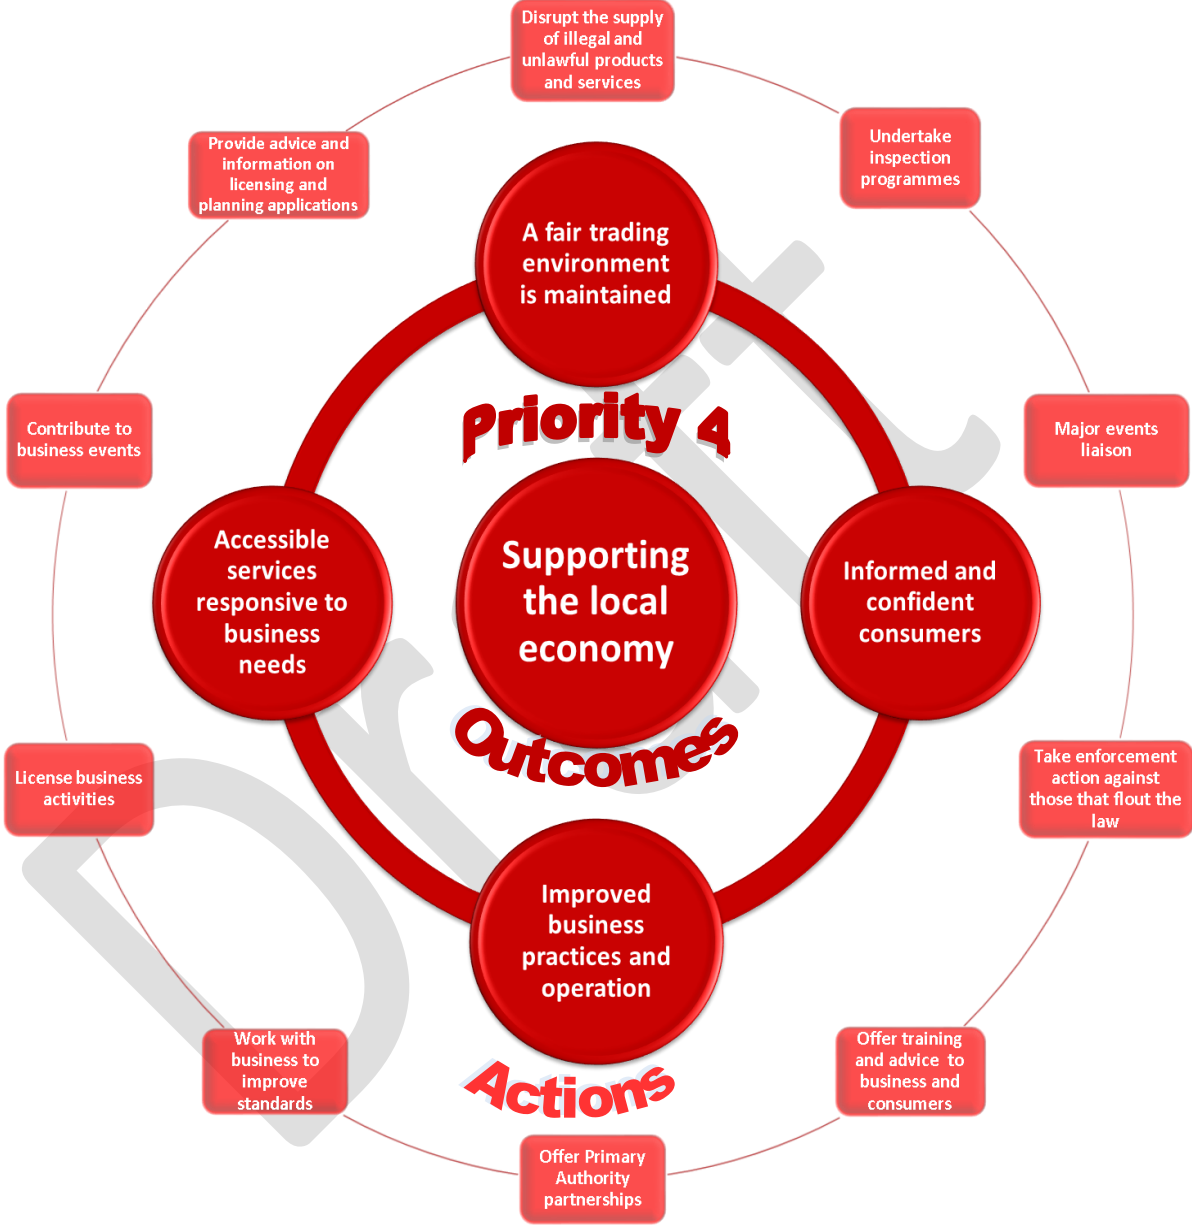 Disrupt the supply
of illegal and
unlawful products
and services
Undertake
inspection
programmes
Provide advice and
information on
licensing and
planning applications
A fair trading
environment
is maintained
Priority 4
Contribute to
business events
Major events
liaison
Accessible
services
responsive to
business
needs
Supporting
the local
economy
Informed and
confident
consumers
Outcomes
License business
activities
Take enforcement
action against
those that flout the
law
Improved
business
practices and
operation
Work with
business to
improve
standards
Actions
Offer training
and advice to
business and
consumers
Offer Primary
Authority
partnerships
Draft